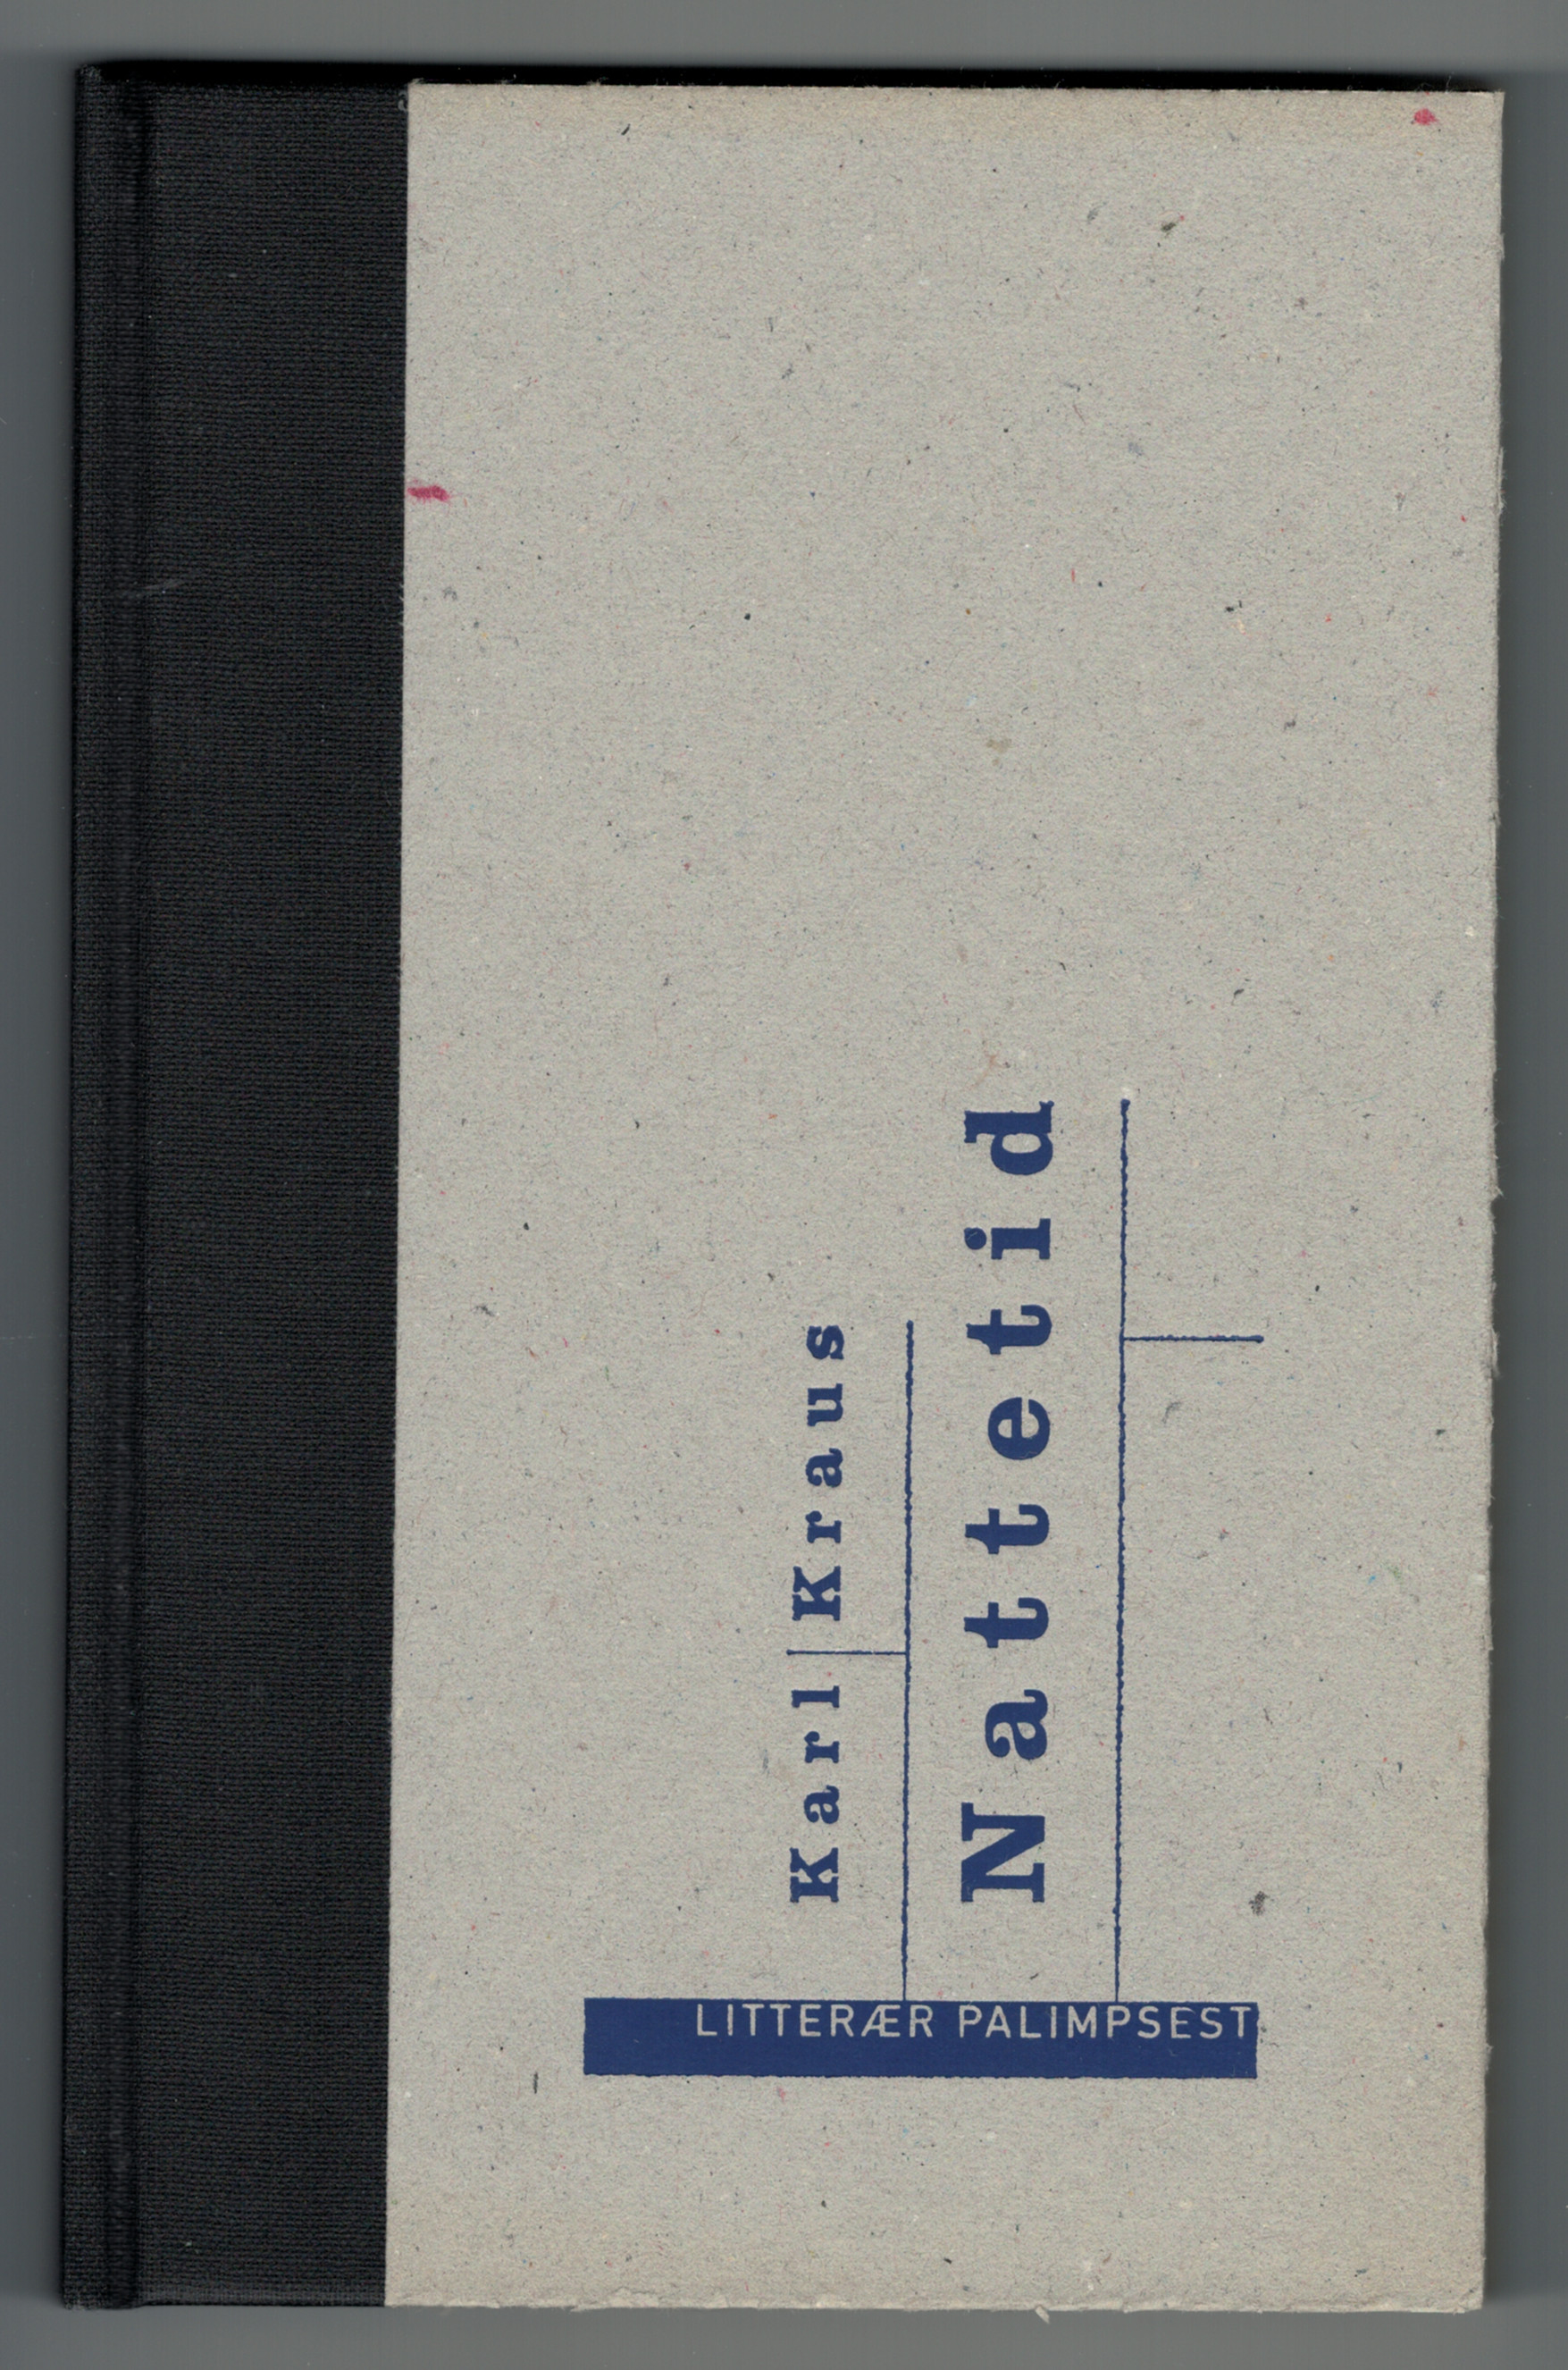 Karl Kraus
Nattetid
LITTERÆR PALIMPSEST